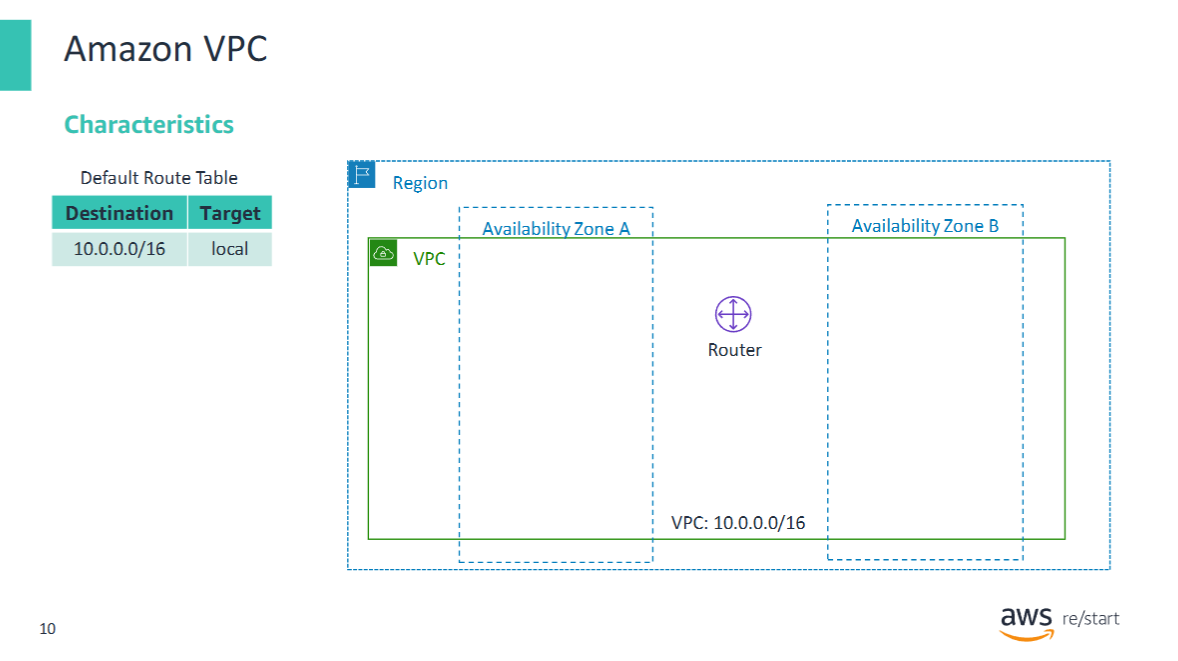 Amazon VPC
Characteristics
Default Route Table
Destination Target
10.0.0.0/16 local
Region
Availability Zone A
Availability Zone B
VPC
Router
VPC: 10.0.0.0/16
10
aws re/start